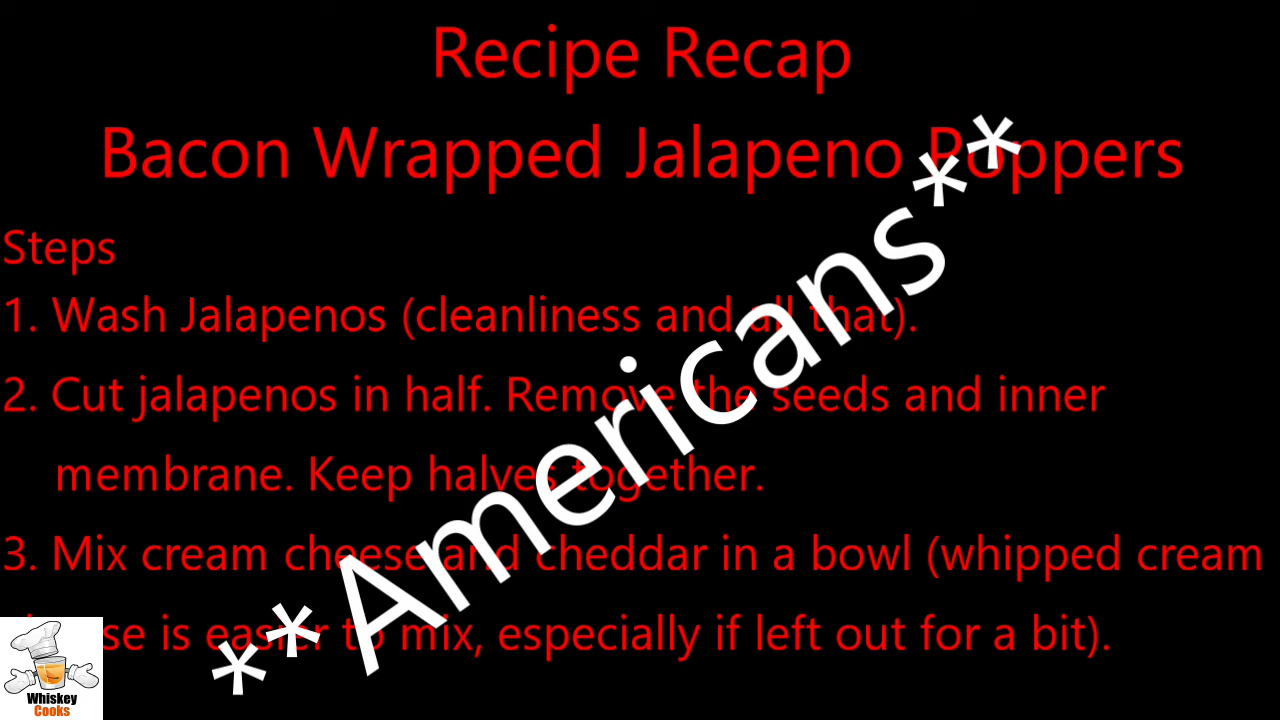 Recipe Recap
Bacon Wrapped Jalapeno Poppers
Steps
1. Wash Jalapenos (cleanliness and all that).
2. Cut jalapenos in half. Remove the seeds and inner
membrane. Keep halves together.
3. Mix cream cheese and cheddar in a bowl (whipped cream
cheese is easier to mix, especially if left out for a bit).
**Americans**
Whiskey
Cooks